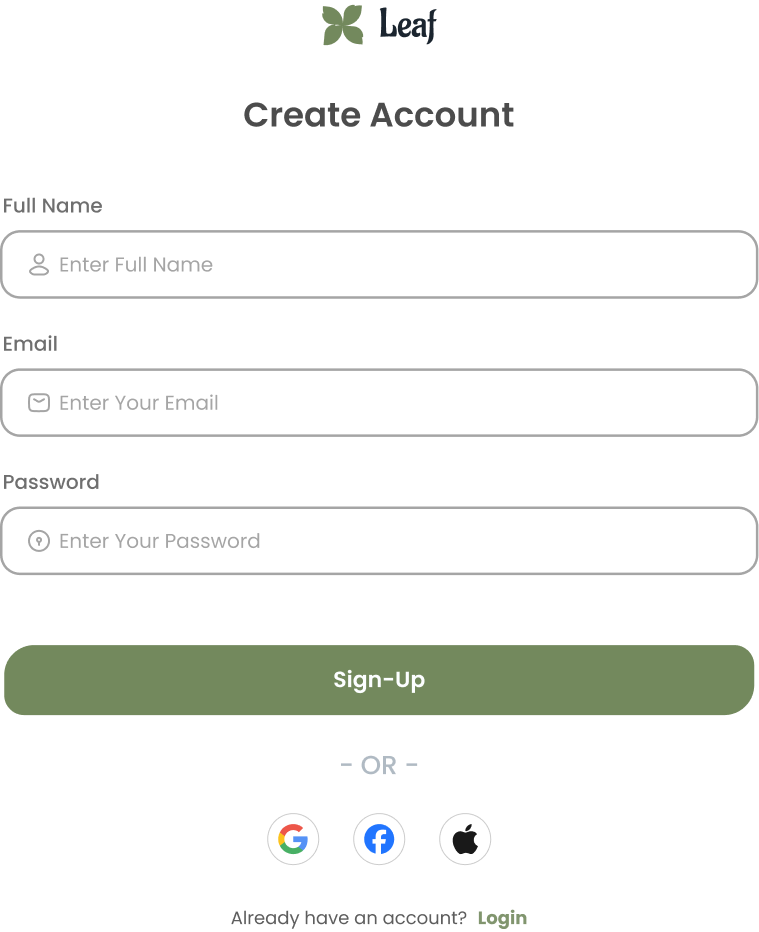 Leaf
Create Account
Full Name
Enter Full Name
Email
Enter Your Email
Password
Enter Your Password
Sign-Up
- OR -
Already have an account? Login